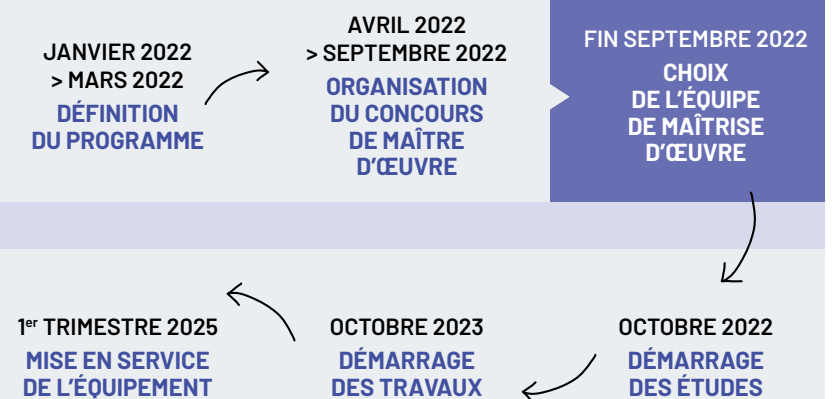 JANVIER 2022
> MARS 2022
DÉFINITION
DU PROGRAMME
AVRIL 2022
> SEPTEMBRE 2022
ORGANISATION
DU CONCOURS
DE MAÎTRE
D'ŒUVRE
FIN SEPTEMBRE 2022
CHOIX
DE L'ÉQUIPE
DE MAÎTRISE
D'ŒUVRE
OCTOBRE 2022
DÉMARRAGE
DES ÉTUDES
OCTOBRE 2023
DÉMARRAGE
DES TRAVAUX
1er TRIMESTRE 2025
MISE EN SERVICE
DE L'ÉQUIPEMENT